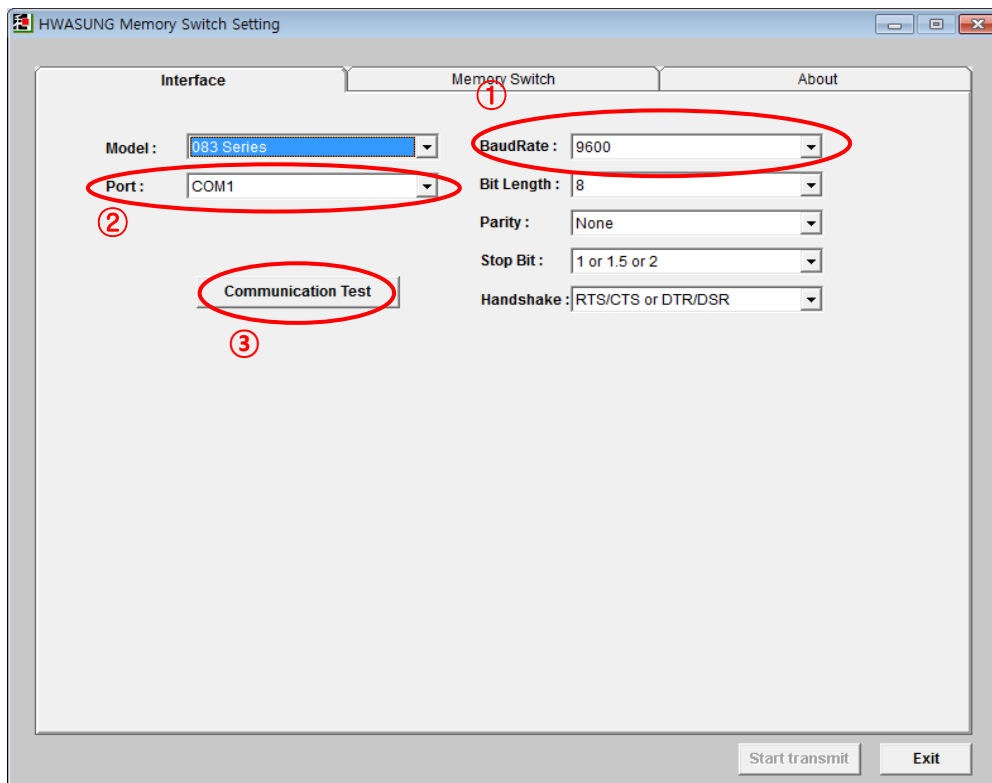 HWASUNG Memory Switch Setting
Interface
Memory Switch
About
①
Model :
083 Series
BaudRate :
9600
Port :
COM1
Bit Length :
8
②
Parity :
None
Stop Bit :
1 or 1.5 or 2
Communication Test
Handshake :
RTS/CTS or DTR/DSR
③
Start transmit
Exit